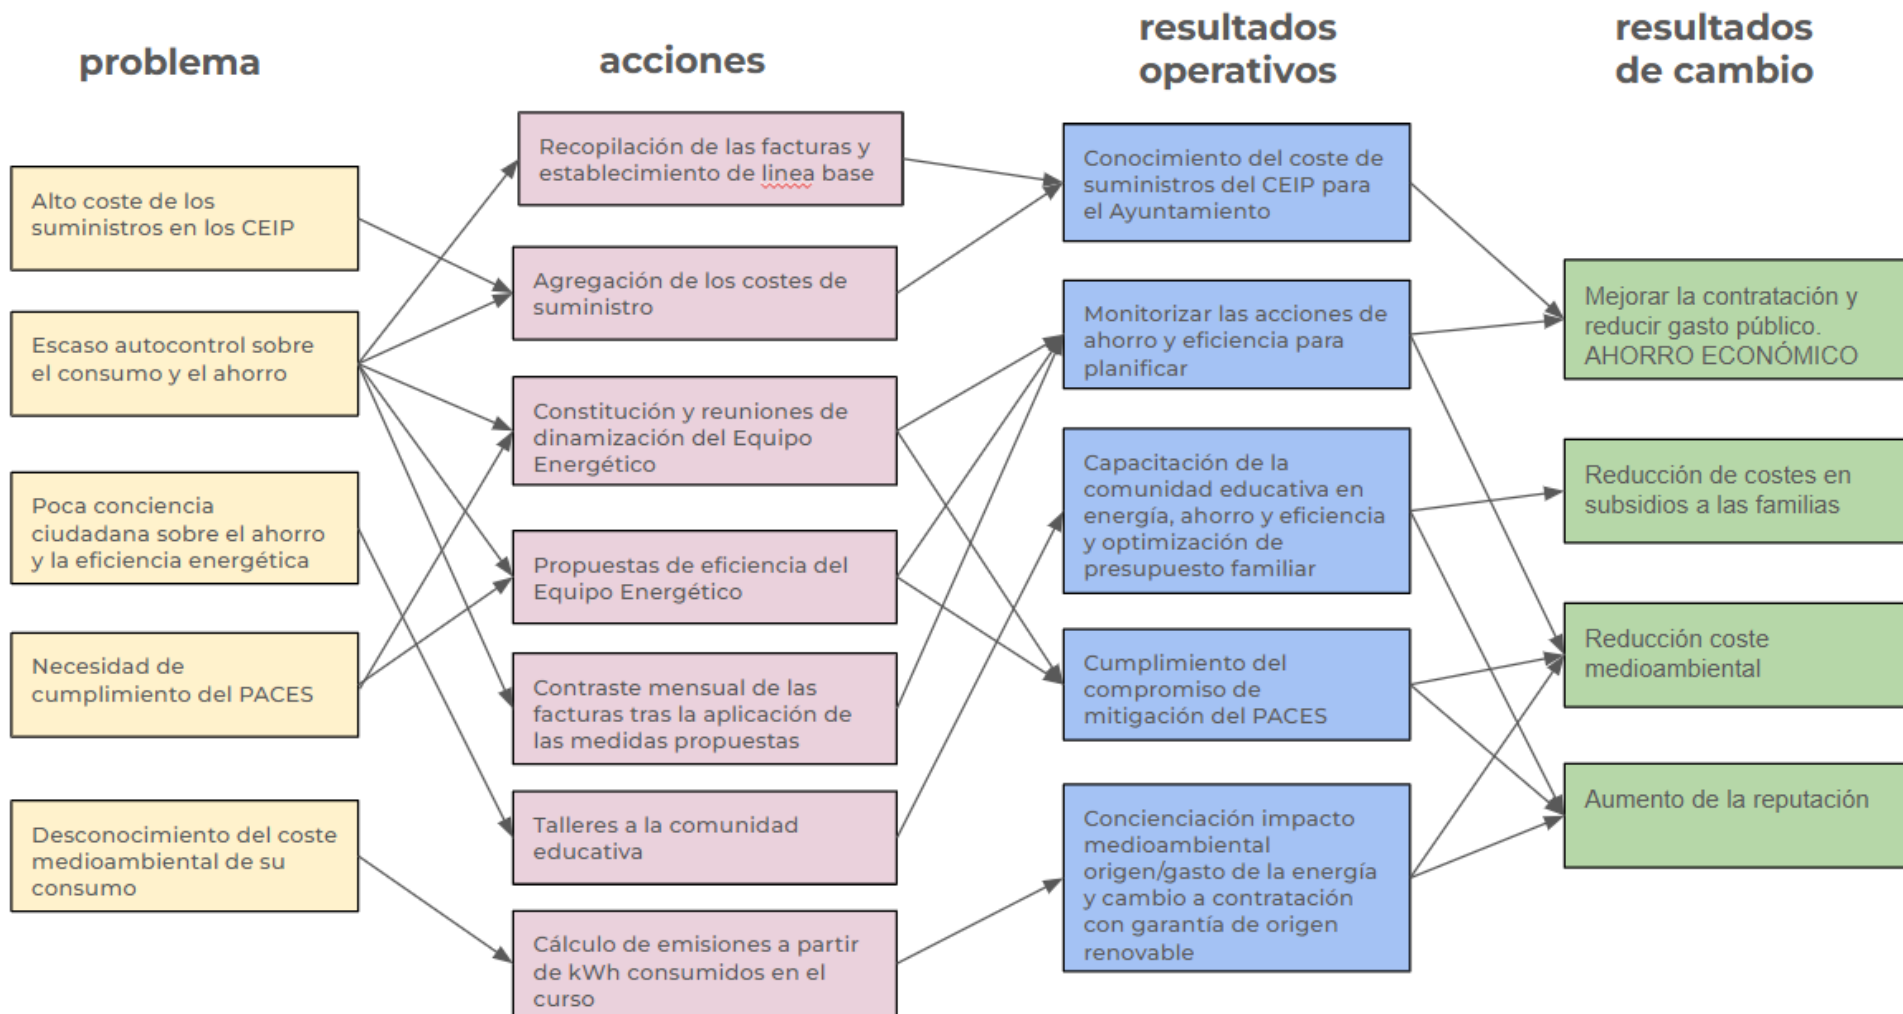 problema
acciones
resultados
operativos
resultados
de cambio
Alto coste de los
suministros en los CEIP
Escaso autocontrol sobre
el consumo y el ahorro
Poca conciencia
ciudadana sobre el ahorro
y la eficiencia energética
Necesidad de
cumplimiento del PACES
Desconocimiento del coste
medioambiental de su
consumo
Recopilación de las facturas y
establecimiento de linea base
Agregación de los costes de
suministro
Constitución y reuniones de
dinamización del Equipo
Energético
Propuestas de eficiencia del
Equipo Energético
Contraste mensual de las
facturas tras la aplicación de
las medidas propuestas
Talleres a la comunidad
educativa
Cálculo de emisiones a partir
de kWh consumidos en el
curso
Conocimiento del coste de
suministros del CEIP para
el Ayuntamiento
Monitorizar las acciones de
ahorro y eficiencia para
planificar
Capacitación de la
comunidad educativa en
energía, ahorro y eficiencia
y optimización de
presupuesto familiar
Cumplimiento del
compromiso de
mitigación del PACES
Concienciación impacto
medioambiental
origen/gasto de la energía
y cambio a contratación
con garantía de origen
renovable
Mejorar la contratación y
reducir gasto público.
AHORRO ECONÓMICO
Reducción de costes en
subsidios a las familias
Reducción coste
medioambiental
Aumento de la reputación